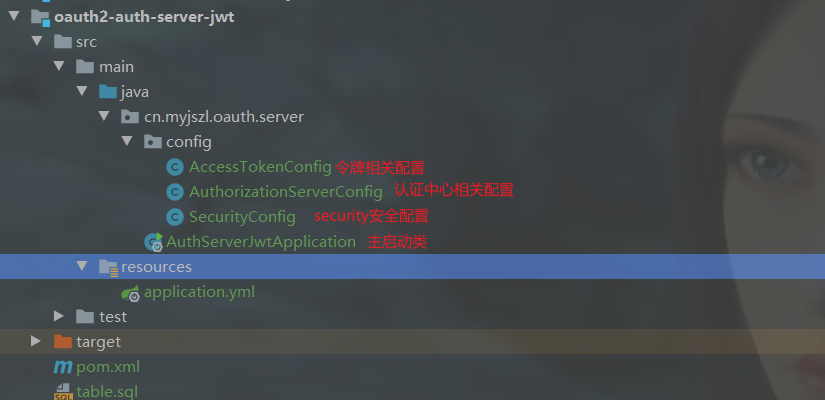 oauth2-auth-server-jwt
src
main
java
cn.myjszl.oauth.server
config
AccessTokenConfig 令牌相关配置
AuthorizationServerConfig 认证中心相关配置
SecurityConfig security安全配置
AuthServerJwtApplication 主启动类
resources
application.yml
test
target
pom.xml
table.sql